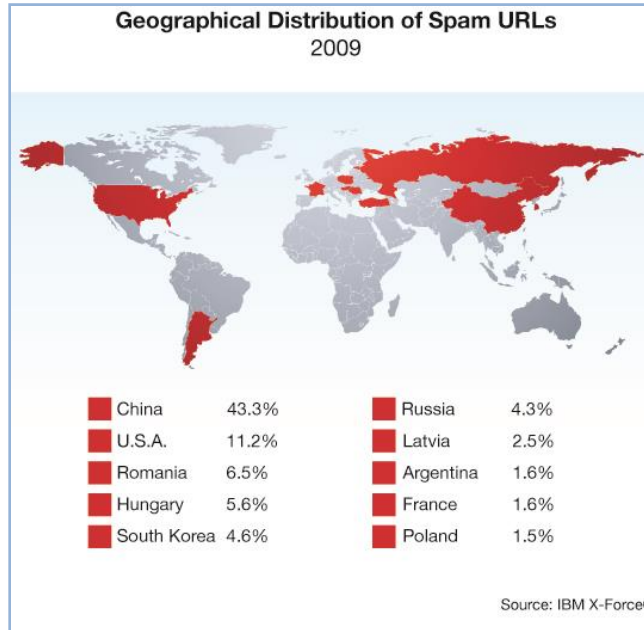 Geographical Distribution of Spam URLs
2009
China 43.3%
U.S.A. 11.2%
Romania 6.5%
Hungary 5.6%
South Korea 4.6%
Russia 4.3%
Latvia 2.5%
Argentina 1.6%
France 1.6%
Poland 1.5%
Source: IBM X-Force